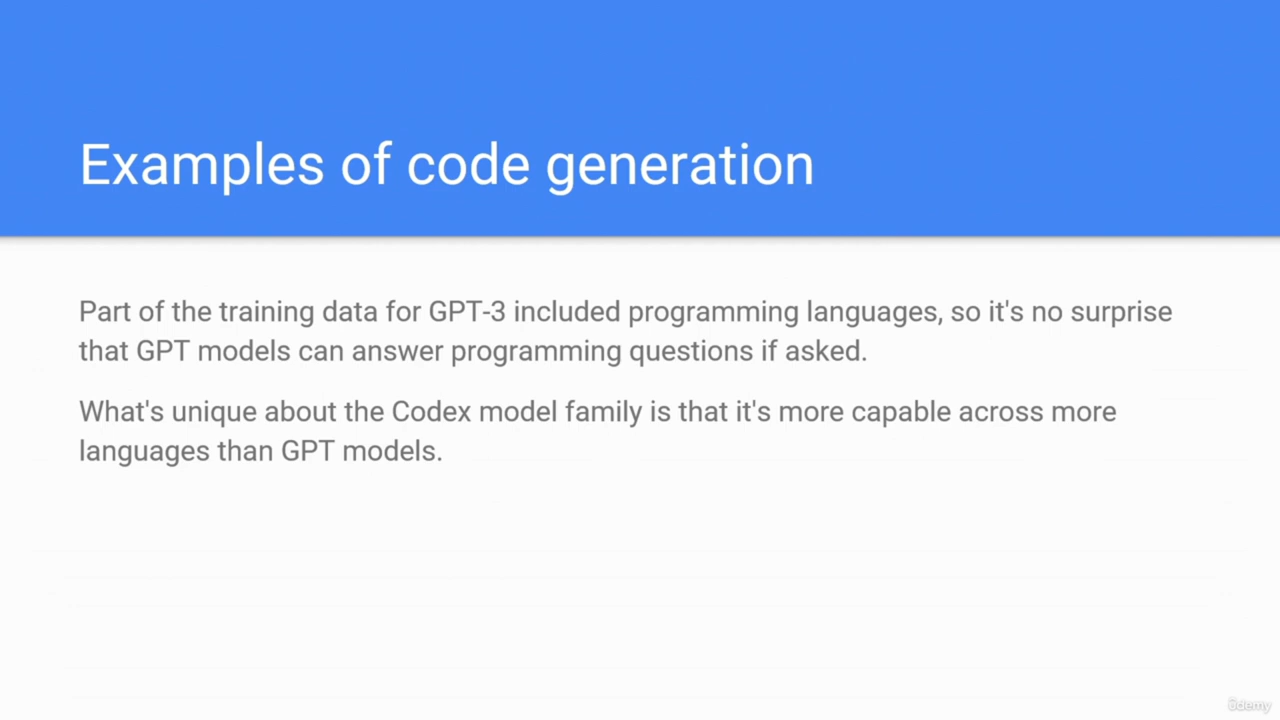 Examples of code generation
Part of the training data for GPT-3 included programming languages, so it's no surprise
that GPT models can answer programming questions if asked.
What's unique about the Codex model family is that it's more capable across more
languages than GPT models.
ûdemy